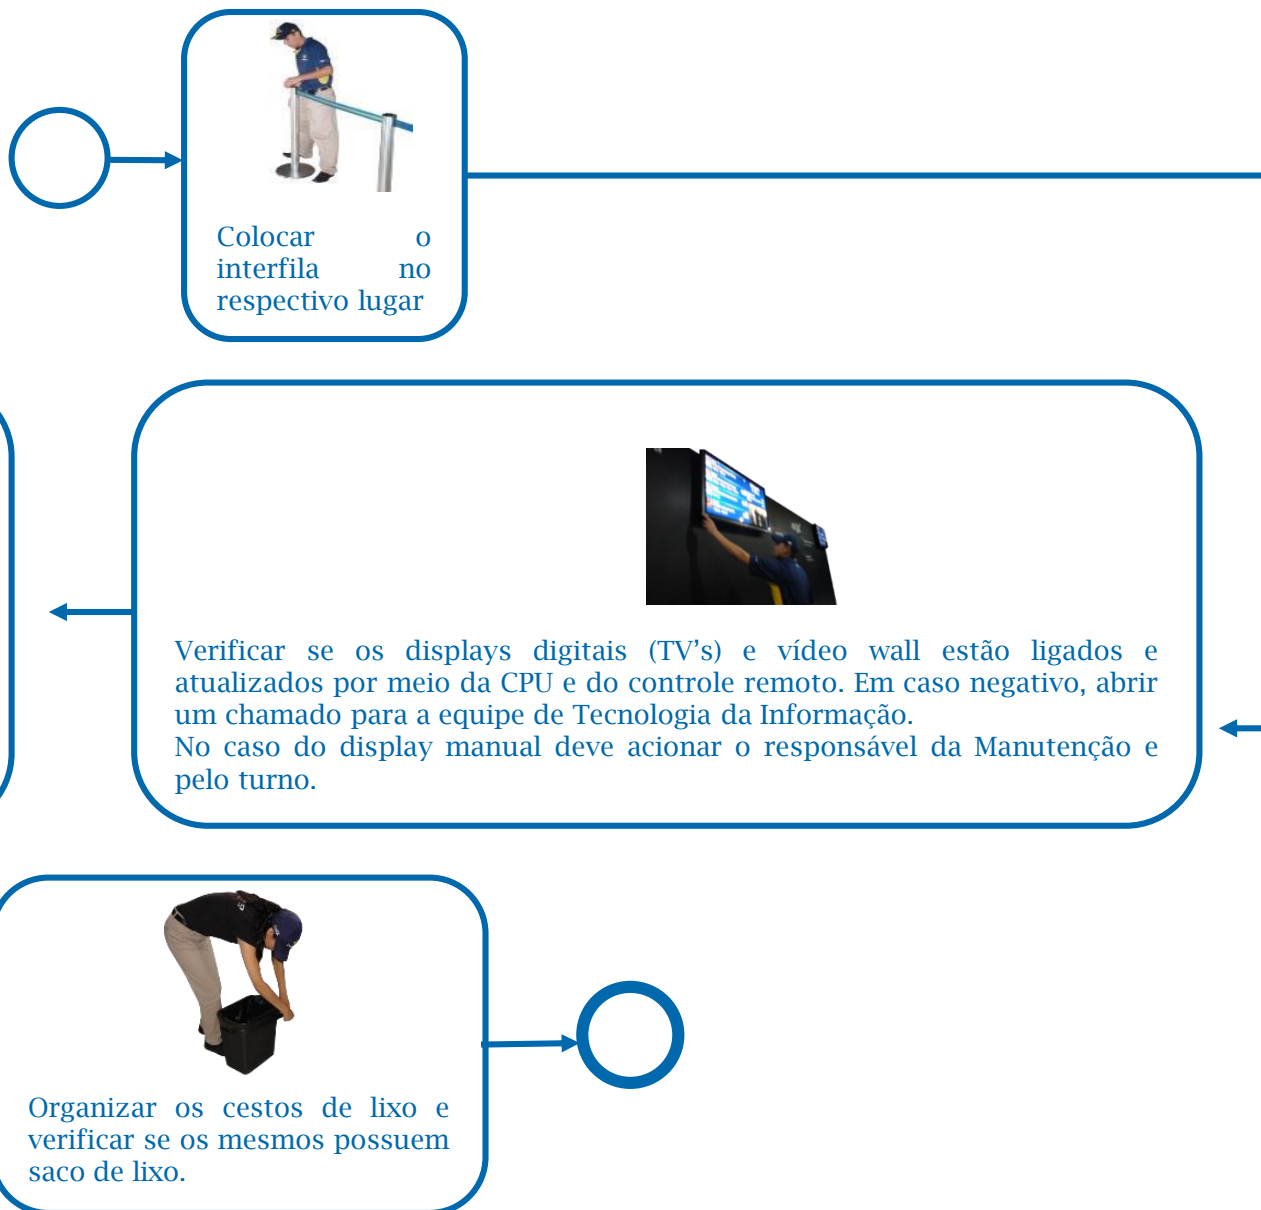 Colocar o
interfila no
respectivo lugar
Verificar se os displays digitais (TV’s) e vídeo wall estão ligados e
atualizados por meio da CPU e do controle remoto. Em caso negativo, abrir
um chamado para a equipe de Tecnologia da Informação.
No caso do display manual deve acionar o responsável da Manutenção e
pelo turno.
Organizar os cestos de lixo e
verificar se os mesmos possuem
saco de lixo.